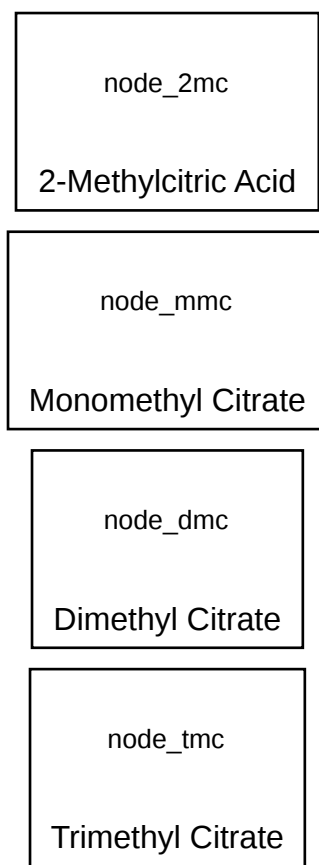 node_2mc
2-Methylcitric Acid
node_mmc
Monomethyl Citrate
node_dmc
Dimethyl Citrate
node_tmc
Trimethyl Citrate